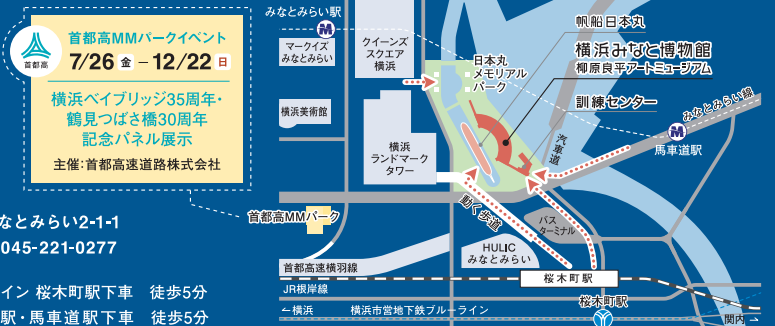 首都高
首都高MMパークイベント
7/26 金 − 12/22 日
横浜ベイブリッジ35周年・
鶴見つばさ橋30周年
記念パネル展示
主催:首都高速道路株式会社
なとみらい2-1-1
045-221-0277
イン 桜木町駅下車　徒歩5分
駅・馬車道駅下車　徒歩5分
みなとみらい駅
マークイズ
みなとみらい
クイーンズ
スクエア
横浜
日本丸
メモリアル
パーク
帆船日本丸
横浜みなと博物館
柳原良平アートミュージアム
訓練センター
みなとみらい線
馬車道駅
汽車道
横浜美術館
横浜
ランドマーク
タワー
動く歩道
バス
ターミナル
首都高MMパーク
HULIC
みなとみらい
首都高速横羽線
桜木町駅
JR根岸線
桜木町駅
←横浜
横浜市営地下鉄ブルーライン
関内→